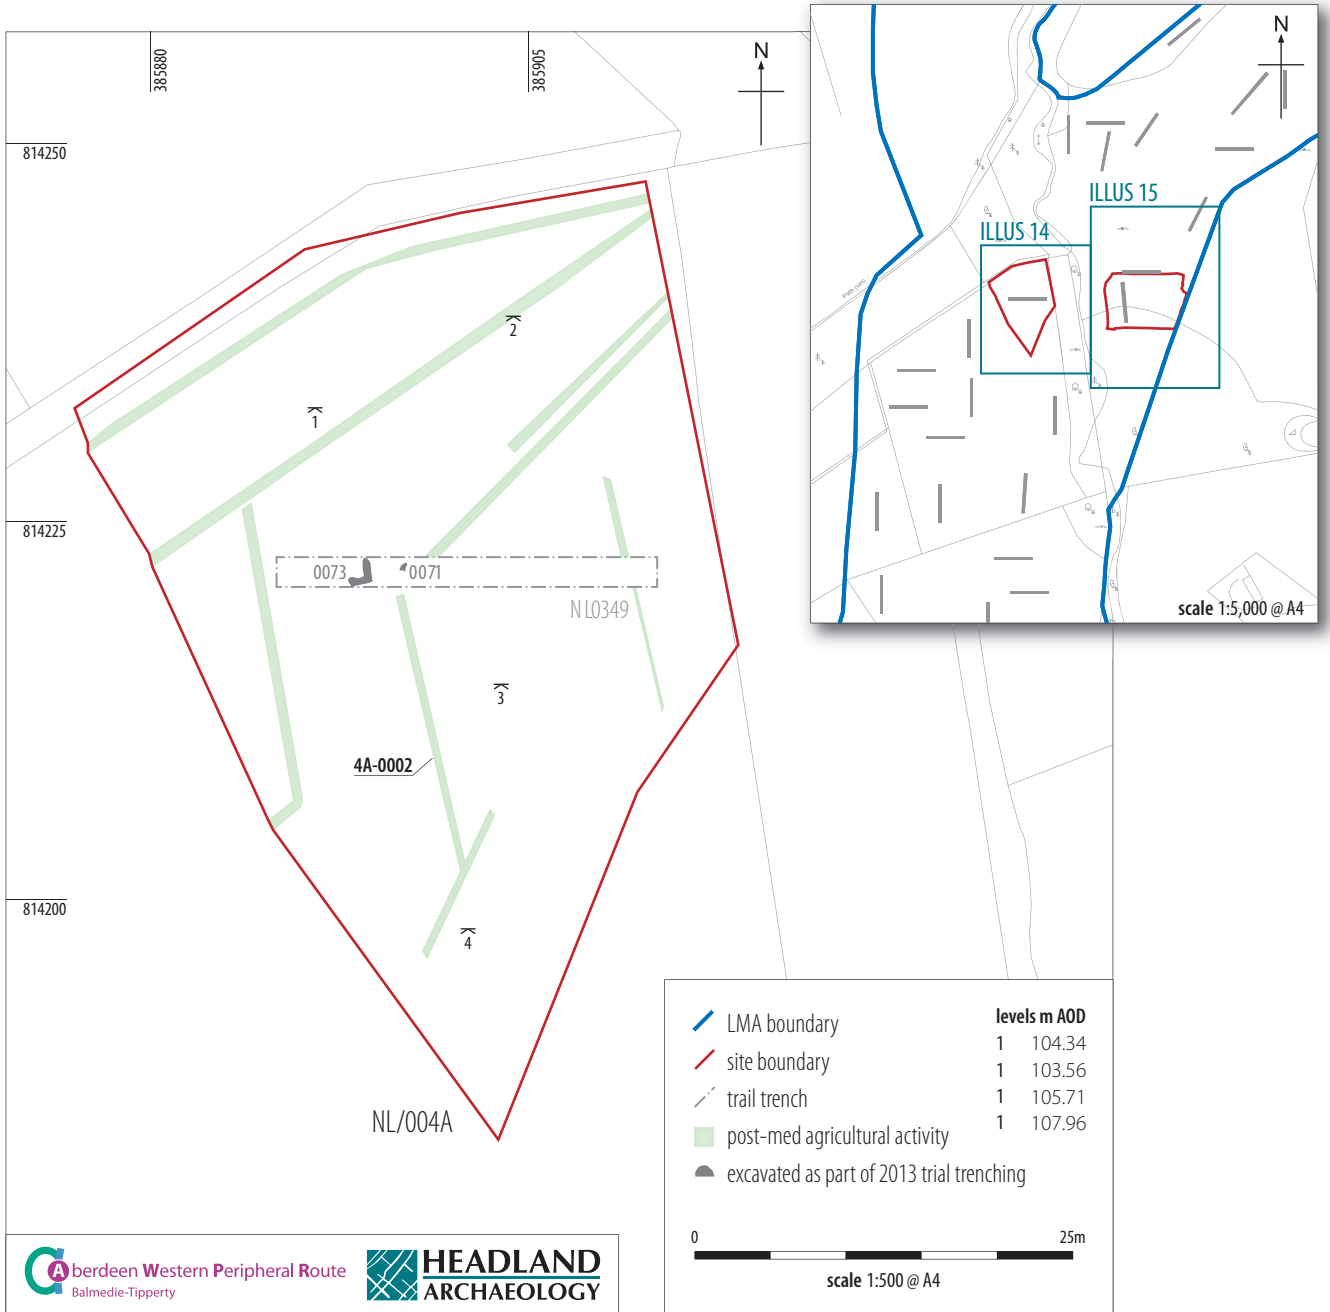 385880
385905
N
814250
814225
814200
K
1
K
2
K
3
K
4
0073
0071
NL0349
4A-0002
NL/004A
N
ILLUS 15
ILLUS 14
Path (um)
scale 1:5,000 @ A4
LMA boundary
site boundary
trail trench
post-med agricultural activity
excavated as part of 2013 trial trenching
levels m AOD
1 104.34
1 103.56
1 105.71
1 107.96
0 25m
scale 1:500 @ A4
Aberdeen Western Peripheral Route
Balmedie-Tipperty
HEADLAND
ARCHAEOLOGY